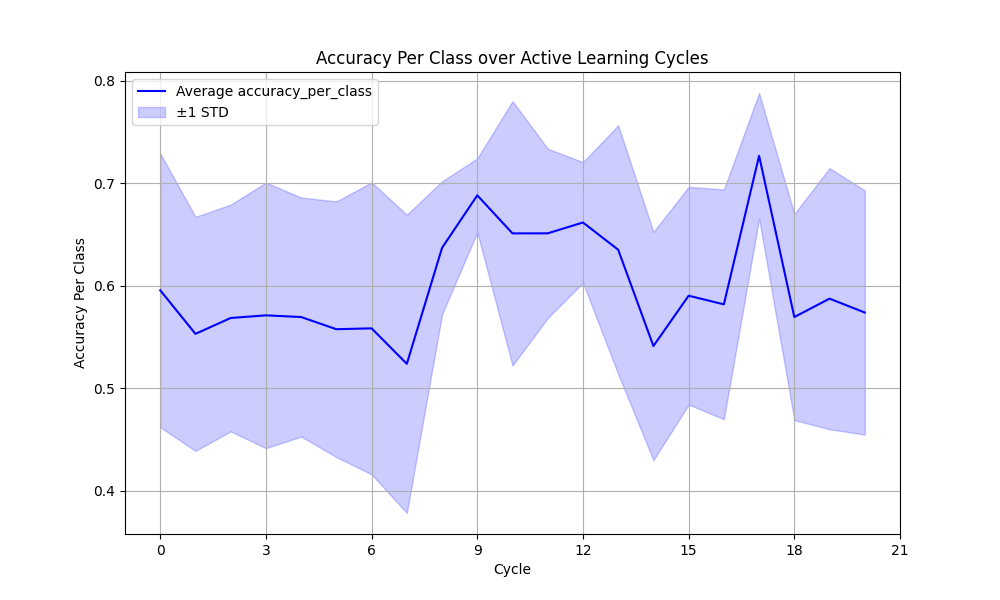 Accuracy Per Class over Active Learning Cycles
Average accuracy_per_class
±1 STD
Accuracy Per Class
0.8
0.7
0.6
0.5
0.4
0 3 6 9 12 15 18 21
Cycle